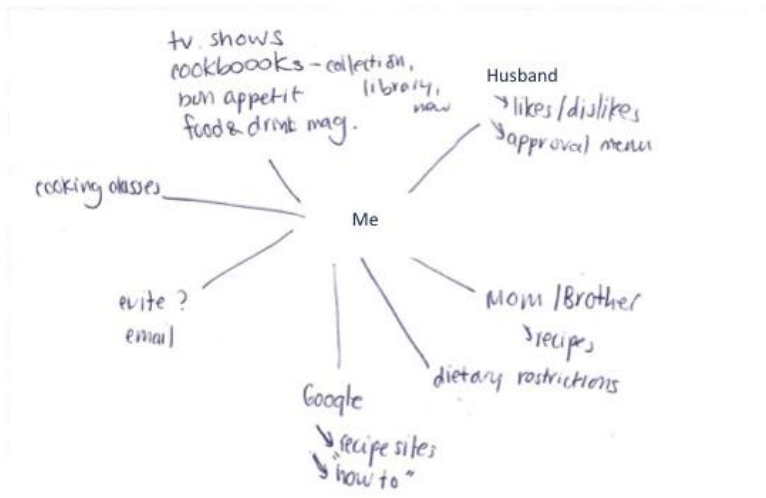 tv. shows
cookboooks - collection,
library,
new
bon appetit
food & drink mag.
Husband
likes/dislikes
approval menu
cooking classes
Me
evite ?
email
Mom / Brother
recipes
dietary rostrictions
Google
recipe sites
"how to"